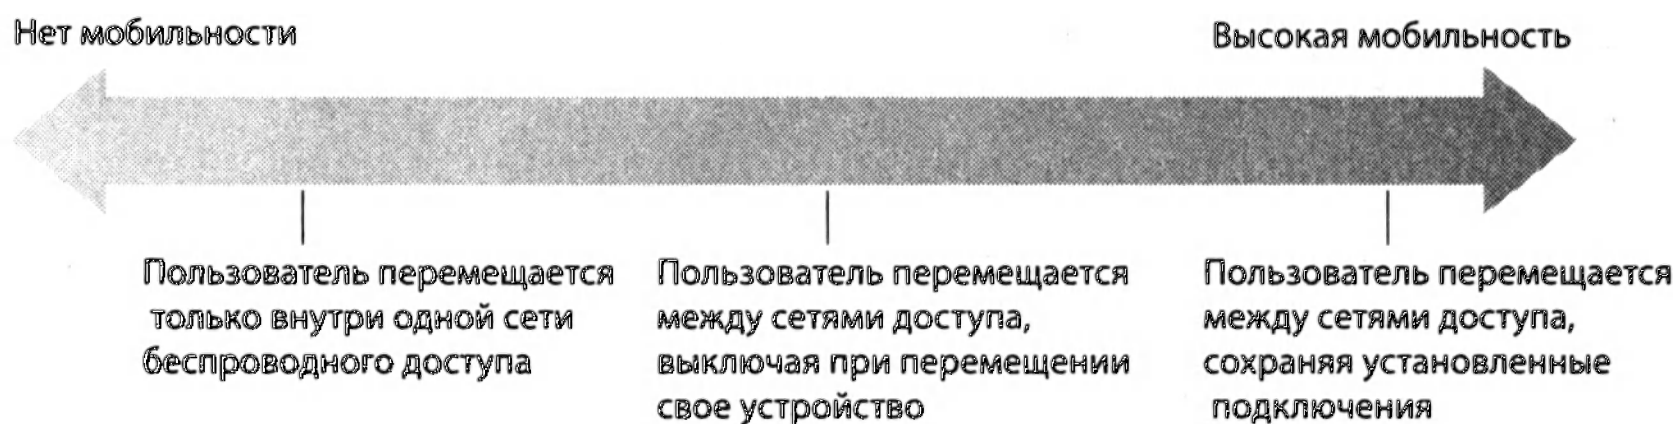 Нет мобильности
Высокая мобильность
Пользователь перемещается
только внутри одной сети
беспроводного доступа
Пользователь перемещается
между сетями доступа,
выключая при перемещении
свое устройство
Пользователь перемещается
между сетями доступа,
сохраняя установленные
подключения